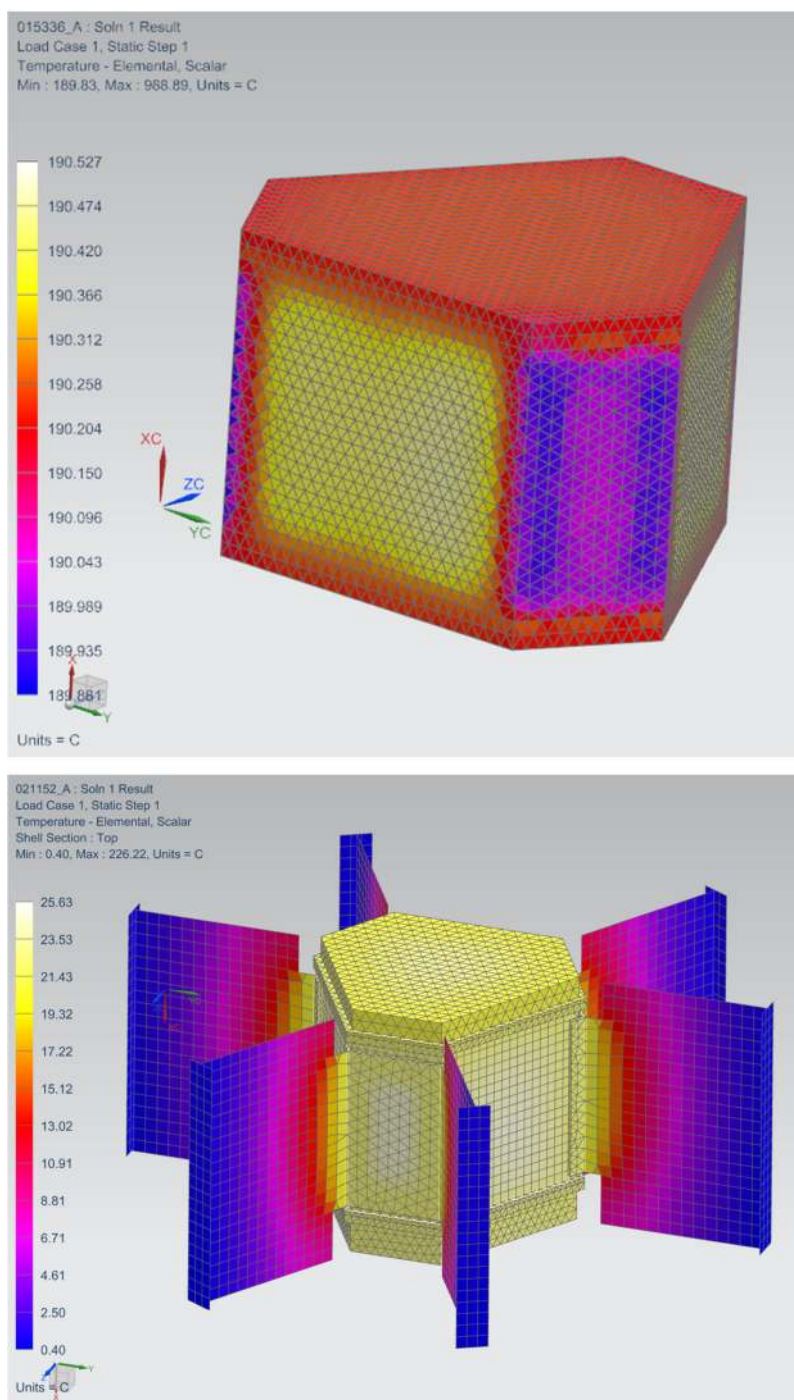 015336_A : Soln 1 Result
Load Case 1, Static Step 1
Temperature - Elemental, Scalar
Min : 189.83, Max : 968.89, Units = C
190.527
190.474
190.420
190.366
190.312
190.258
190.204
190.150
190.096
190.043
189.989
189.935
189.881
XC
ZC
YC
X
Y
Units = C
021152_A : Soln 1 Result
Load Case 1, Static Step 1
Temperature - Elemental, Scalar
Shell Section : Top
Min : 0.40, Max : 226.22, Units = C
25.63
23.53
21.43
19.32
17.22
15.12
13.02
10.91
8.81
6.71
4.61
2.50
0.40
Y
Z
X
Units = C